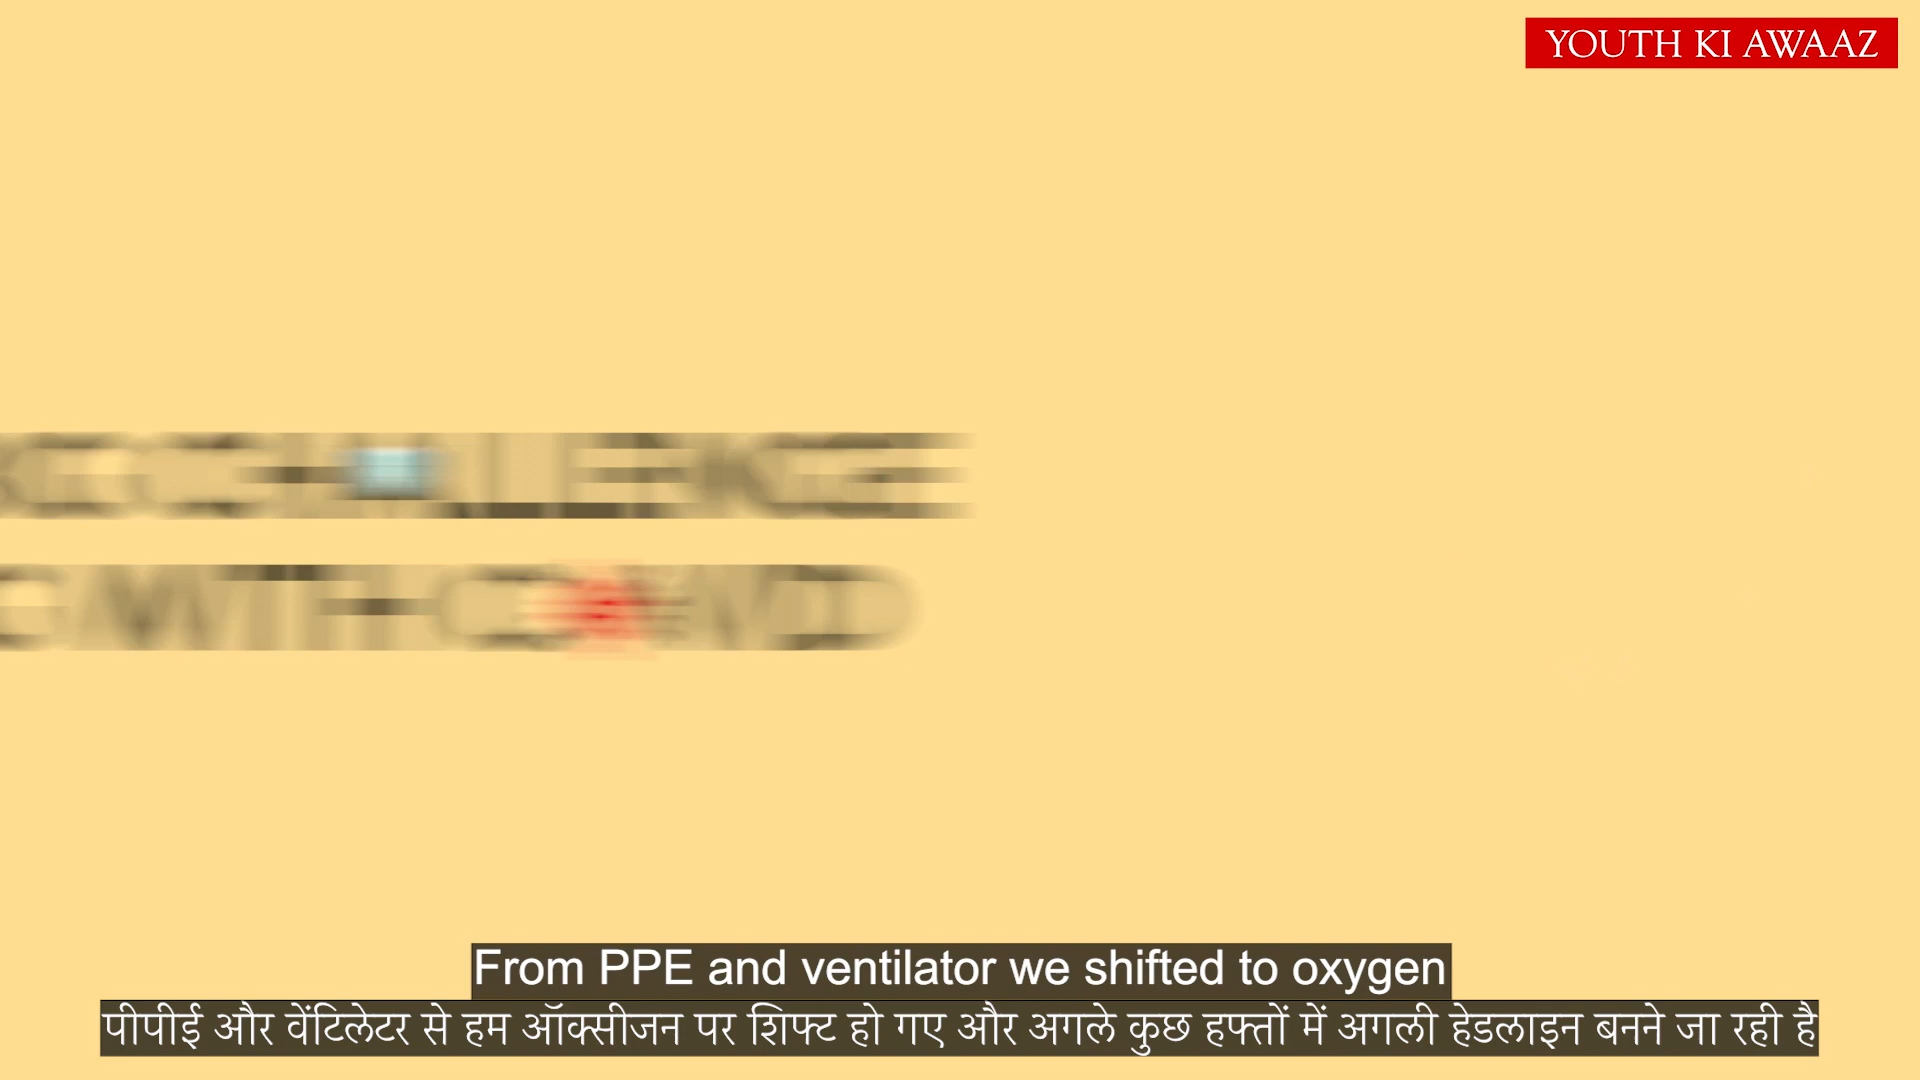 YOUTH KI AWAAZ
From PPE and ventilator we shifted to oxygen
पीपीई और वेंटिलेटर से हम ऑक्सीजन पर शिफ्ट हो गए और अगले कुछ हफ्तों में अगली हेडलाइन बनने जा रही है